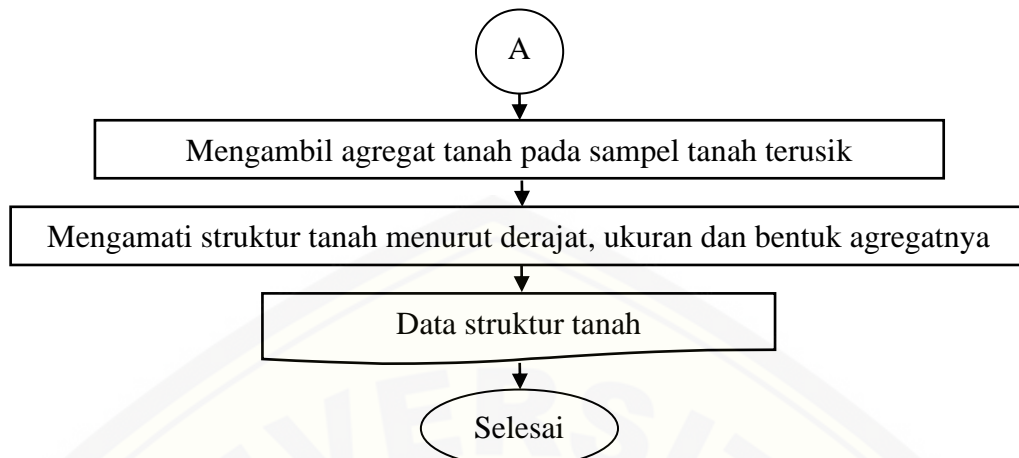 A
Mengambil agregat tanah pada sampel tanah terusik
Mengamati struktur tanah menurut derajat, ukuran dan bentuk agregatnya
Data struktur tanah
Selesai